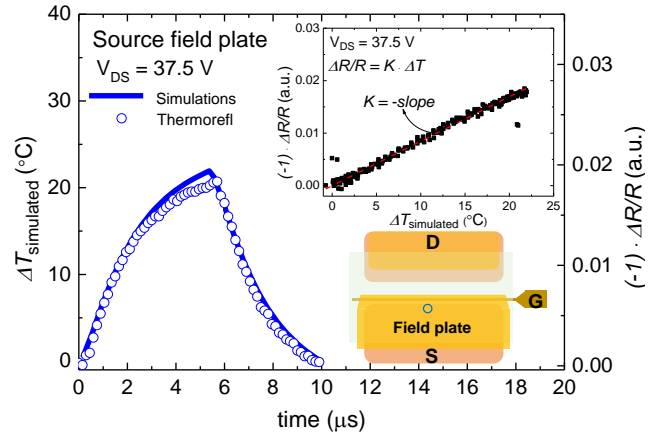 Source field plate
V_DS = 37.5 V
Simulations
Thermorefl
40
30
20
10
0
ΔT_simulated (°C)
0 2 4 6 8 10 12 14 16 18 20
time (μs)
0.03
0.02
0.01
0.00
(-1) · ΔR/R (a.u.)
V_DS = 37.5 V
ΔR/R = K · ΔT
K = -slope
0.03
0.02
0.01
0.00
(-1) · ΔR/R (a.u.)
0 5 10 15 20 25
ΔT_simulated (°C)
D
G
Field plate
S